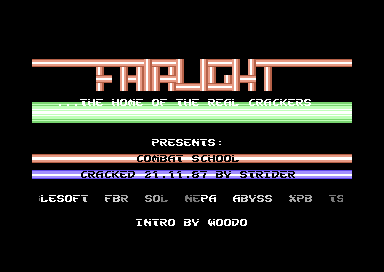 FAIRLIGHT
...THE HOME OF THE REAL CRACKERS
PRESENTS:
COMBAT SCHOOL
CRACKED 21.11.87 BY STRIDER
LESOFT FBR SOL NEPA ABYSS XPB TS
INTRO BY WOODO